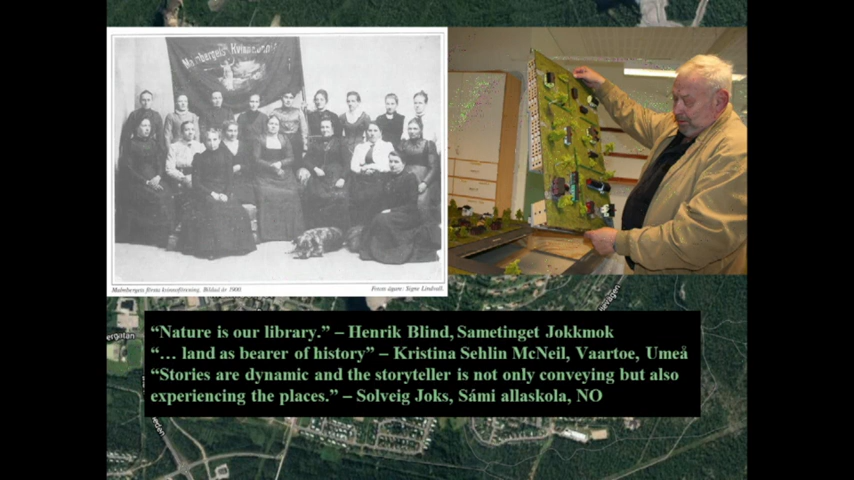 Malmbergets Kvinnoförb
Malmbergets första kvinnoförening. Bildad år 1900. Fotots ägare: Signe Lindvall.
“Nature is our library.” – Henrik Blind, Sametinget Jokkmok
“… land as bearer of history” – Kristina Sehlin McNeil, Vaartoe, Umeå
“Stories are dynamic and the storyteller is not only conveying but also
experiencing the places.” – Solveig Joks, Sámi allaskola, NO